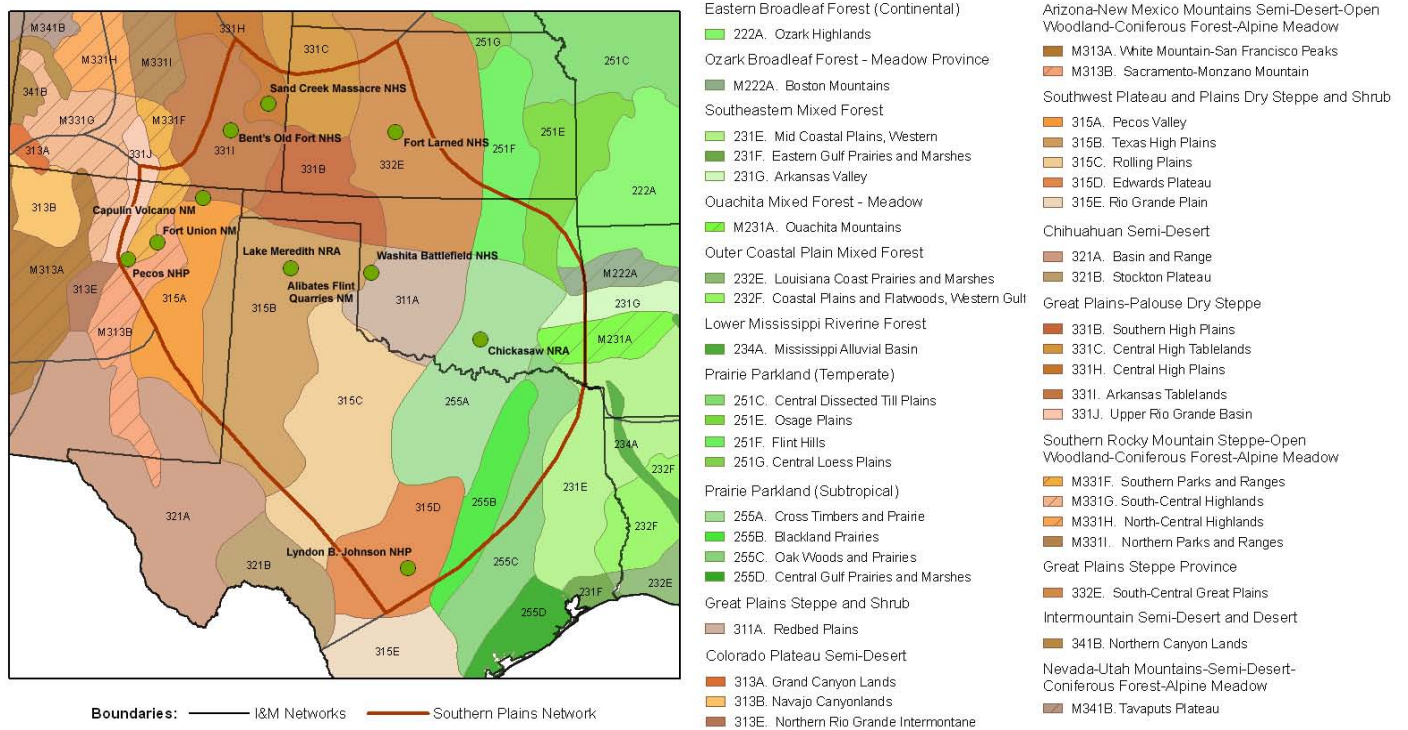 M341B
331H
331C
251G
251C
M331H
M331I
341B
Sand Creek Massacre NHS
M331G
M331F
Bent's Old Fort NHS
Fort Larned NHS
251E
313A
331J
331I
331B
332E
251F
222A
313B
Capulin Volcano NM
Fort Union NM
Lake Meredith NRA
Washita Battlefield NHS
M313A
Pecos NHP
M222A
313E
315A
315B
Alibates Flint
Quarries NM
311A
231G
M313B
Chickasaw NRA
M231A
315C
255A
234A
232F
321A
315D
255B
231E
232F
Lyndon B. Johnson NHP
321B
255C
232E
231F
255D
315E
Boundaries:
I&M Networks
Southern Plains Network
Eastern Broadleaf Forest (Continental)
222A. Ozark Highlands
Ozark Broadleaf Forest - Meadow Province
M222A. Boston Mountains
Southeastern Mixed Forest
231E. Mid Coastal Plains, Western
231F. Eastern Gulf Prairies and Marshes
231G. Arkansas Valley
Ouachita Mixed Forest - Meadow
M231A. Ouachita Mountains
Outer Coastal Plain Mixed Forest
232E. Louisiana Coast Prairies and Marshes
232F. Coastal Plains and Flatwoods, Western Gulf
Lower Mississippi Riverine Forest
234A. Mississippi Alluvial Basin
Prairie Parkland (Temperate)
251C. Central Dissected Till Plains
251E. Osage Plains
251F. Flint Hills
251G. Central Loess Plains
Prairie Parkland (Subtropical)
255A. Cross Timbers and Prairie
255B. Blackland Prairies
255C. Oak Woods and Prairies
255D. Central Gulf Prairies and Marshes
Great Plains Steppe and Shrub
311A. Redbed Plains
Colorado Plateau Semi-Desert
313A. Grand Canyon Lands
313B. Navajo Canyonlands
313E. Northern Rio Grande Intermontane
Arizona-New Mexico Mountains Semi-Desert-Open
Woodland-Coniferous Forest-Alpine Meadow
M313A. White Mountain-San Francisco Peaks
M313B. Sacramento-Monzano Mountain
Southwest Plateau and Plains Dry Steppe and Shrub
315A. Pecos Valley
315B. Texas High Plains
315C. Rolling Plains
315D. Edwards Plateau
315E. Rio Grande Plain
Chihuahuan Semi-Desert
321A. Basin and Range
321B. Stockton Plateau
Great Plains-Palouse Dry Steppe
331B. Southern High Plains
331C. Central High Tablelands
331H. Central High Plains
331I. Arkansas Tablelands
331J. Upper Rio Grande Basin
Southern Rocky Mountain Steppe-Open
Woodland-Coniferous Forest-Alpine Meadow
M331F. Southern Parks and Ranges
M331G. South-Central Highlands
M331H. North-Central Highlands
M331I. Northern Parks and Ranges
Great Plains Steppe Province
332E. South-Central Great Plains
Intermountain Semi-Desert and Desert
341B. Northern Canyon Lands
Nevada-Utah Mountains-Semi-Desert-
Coniferous Forest-Alpine Meadow
M341B. Tavaputs Plateau